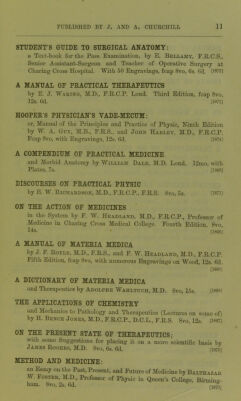 PUBLISHED BY J. AND A. CHURCHILL 11
STUDENT'S GUIDE TO SURGICAL ANATOMY:
a Text-book for the Pass Examination, by E. BELLAMY, F.R.C.S.,
Senior Assistant-Surgeon and Teacher of Operative Surgery at
Charing Cross Hospital. With 50 Engravings, fcap 8vo, 6s. 6d. [1873]
A MANUAL OF PRACTICAL THERAPEUTICS
by E. J. WARING, M.D., F.R.C.P. Lond. Third Edition, fcap 8vo,
12s. 6d. [1871]
HOOPER'S PHYSICIAN'S VADE-MECUM:
or, Manual of the Principles and Practice of Physic, Ninth Edition
by W. A. GUY, M.B., F.R.S., and JOHN HARLEY, M.D., F.R.C.P.
Fcap 8vo, with Engravings, 12s. 6d.
A COMPENDIUM OF PRACTICAL MEDICINE
and Morbid Anatomy by WILLIAM DALE, M.D. Lond. 12mo, with
Plates, 7s.
DISCOURSES ON PRACTICAL PHYSIC
by B. W. RICHARDSON, M.D., F.R.C.P., F.R.S. 8vo, 5s. [1871]
ON THE ACTION OF MEDICINES
in the System by F. W. HEADLAND, M.D., F.R.C.P., Professor of
Medicine in Charing Cross Medical College. Fourth Edition, 8vo,
14s.
A MANUAL OF MATERIA MEDICA
by J. F. ROYLE, M.D., F.R.S., and F. W. HEADLAND, M.D., F.R.C.P.
Fifth Edition, fcap 8vo, with numerous Engravings on Wood, 12s. 6d.
A DICTIONARY OF MATERIA MEDICA
and Therapeutics by ADOLPHE WAHLTUCH, M.D. 8vo, 15s. [1868]
THE APPLICATIONS OF CHEMISTRY
and Mechanics to Pathology and Therapeutics (Lectures on some of)
by H. BENCE JONES, M.D., F.R.C.P., D.C.L., F.R.S. 8vo, 12s. [1867]
ON THE PRESENT STATE OF THERAPEUTICS;
with some Suggestions for placing it on a more scientific basis by
JAMES ROGERS, M.D. 8vo, 6s. 6d.
METHOD AND MEDICINE:
an Essay on the Past, Present, and Future of Medicine by BALTHAZAR
W. FOSTER, M.D., Professor of Physic in Queen's College, Birming-
ham. 8vo, 2s. 6d.